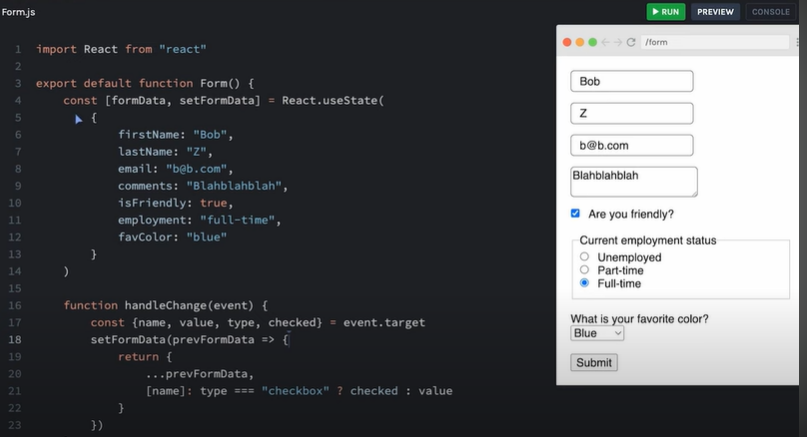 Form.js
RUN
PREVIEW
CONSOLE
1 import React from "react"
2
3 export default function Form() {
4 const [formData, setFormData] = React.useState(
5 {
6 firstName: "Bob",
7 lastName: "Z",
8 email: "b@b.com",
9 comments: "Blahblahblah",
10 isFriendly: true,
11 employment: "full-time",
12 favColor: "blue"
13 }
14 )
15
16 function handleChange(event) {
17 const {name, value, type, checked} = event.target
18 setFormData(prevFormData => {
19 return {
20 ...prevFormData,
21 [name]: type === "checkbox" ? checked : value
22 }
23 })
/form
Bob
Z
b@b.com
Blahblahblah
Are you friendly?
Current employment status
Unemployed
Part-time
Full-time
What is your favorite color?
Blue
Submit